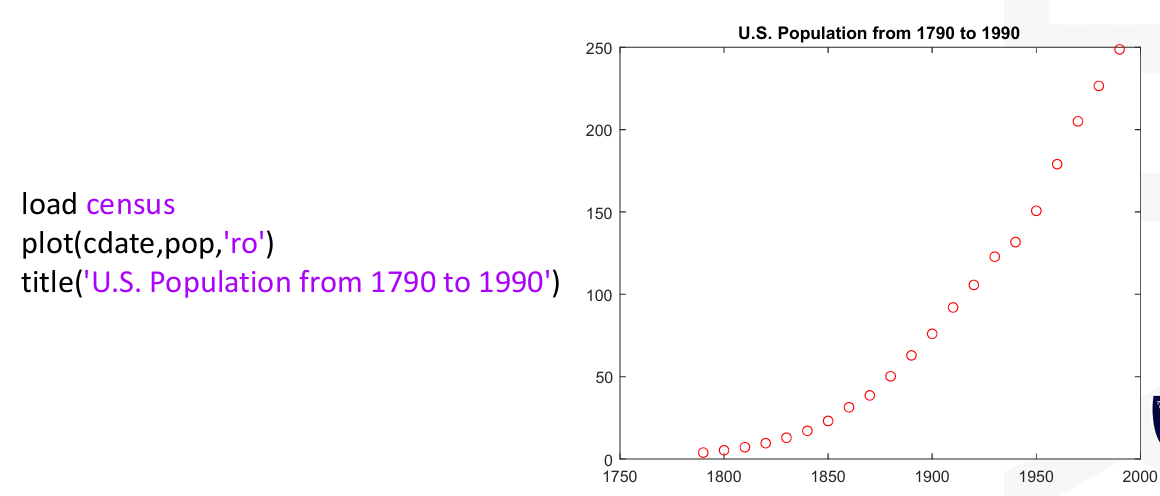 load census
plot(cdate,pop,'ro')
title('U.S. Population from 1790 to 1990')
U.S. Population from 1790 to 1990
250
200
150
100
50
0
1750 1800 1850 1900 1950 2000